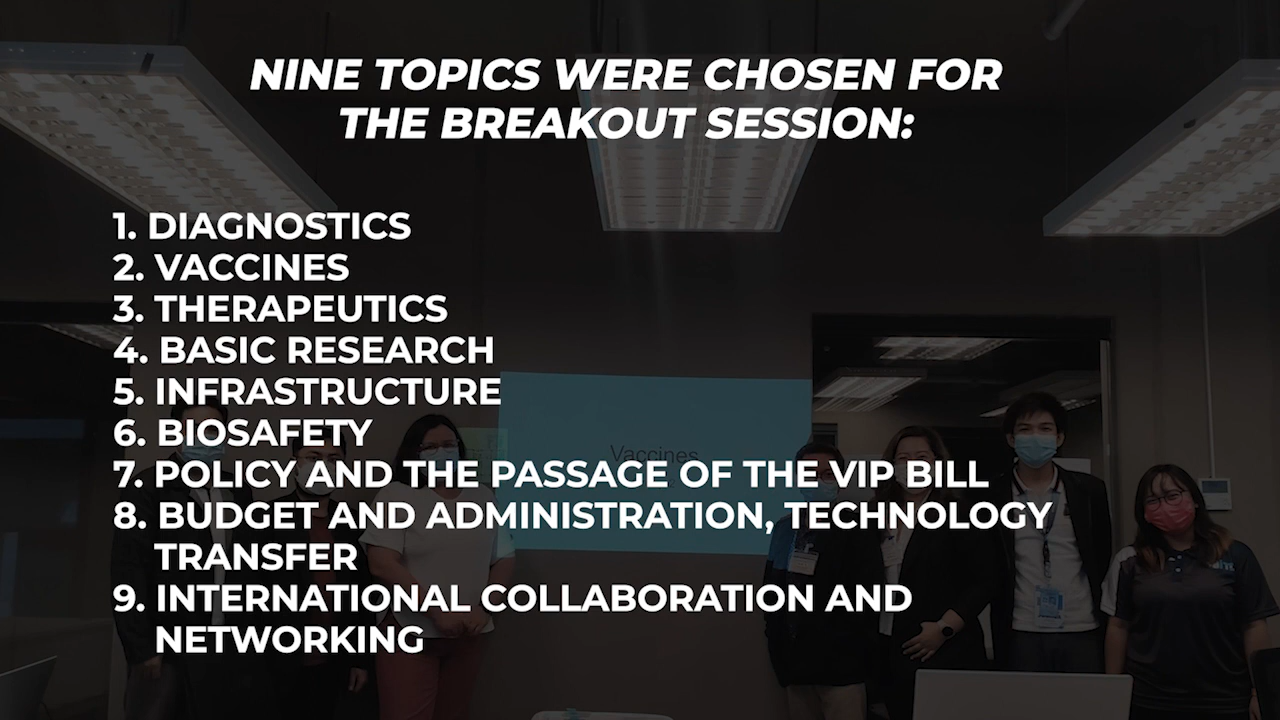 NINE TOPICS WERE CHOSEN FOR
THE BREAKOUT SESSION:
1. DIAGNOSTICS
2. VACCINES
3. THERAPEUTICS
4. BASIC RESEARCH
5. INFRASTRUCTURE
6. BIOSAFETY
Vaccines
7. POLICY AND THE PASSAGE OF THE VIP BILL
8. BUDGET AND ADMINISTRATION, TECHNOLOGY
TRANSFER
9. INTERNATIONAL COLLABORATION AND
NETWORKING